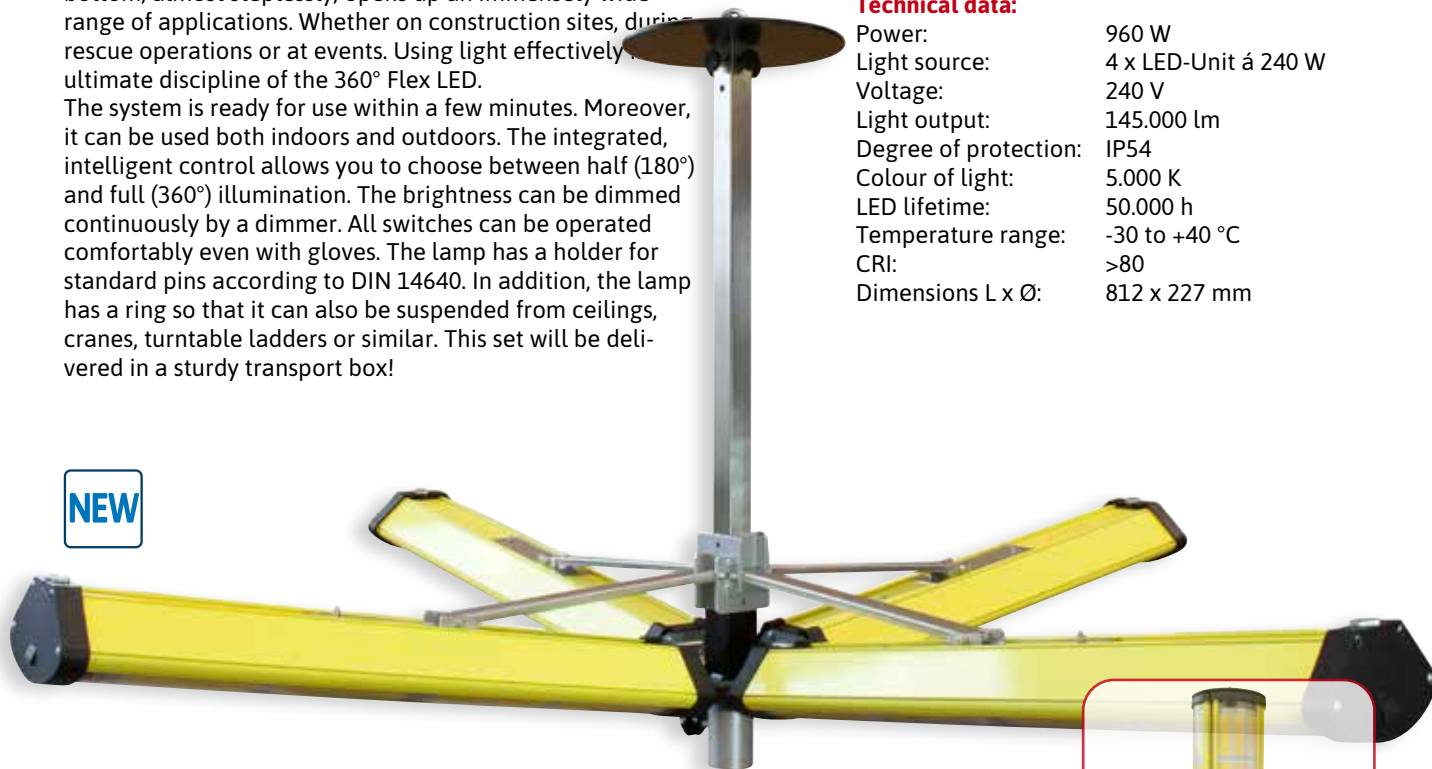 range of applications. Whether on construction sites, during
rescue operations or at events. Using light effectively
ultimate discipline of the 360° Flex LED.
The system is ready for use within a few minutes. Moreover,
it can be used both indoors and outdoors. The integrated,
intelligent control allows you to choose between half (180°)
and full (360°) illumination. The brightness can be dimmed
continuously by a dimmer. All switches can be operated
comfortably even with gloves. The lamp has a holder for
standard pins according to DIN 14640. In addition, the lamp
has a ring so that it can also be suspended from ceilings,
cranes, turntable ladders or similar. This set will be deli-
vered in a sturdy transport box!
NEW
Technical data:
Power: 960 W
Light source: 4 x LED-Unit á 240 W
Voltage: 240 V
Light output: 145.000 lm
Degree of protection: IP54
Colour of light: 5.000 K
LED lifetime: 50.000 h
Temperature range: -30 to +40 °C
CRI: >80
Dimensions L x Ø: 812 x 227 mm